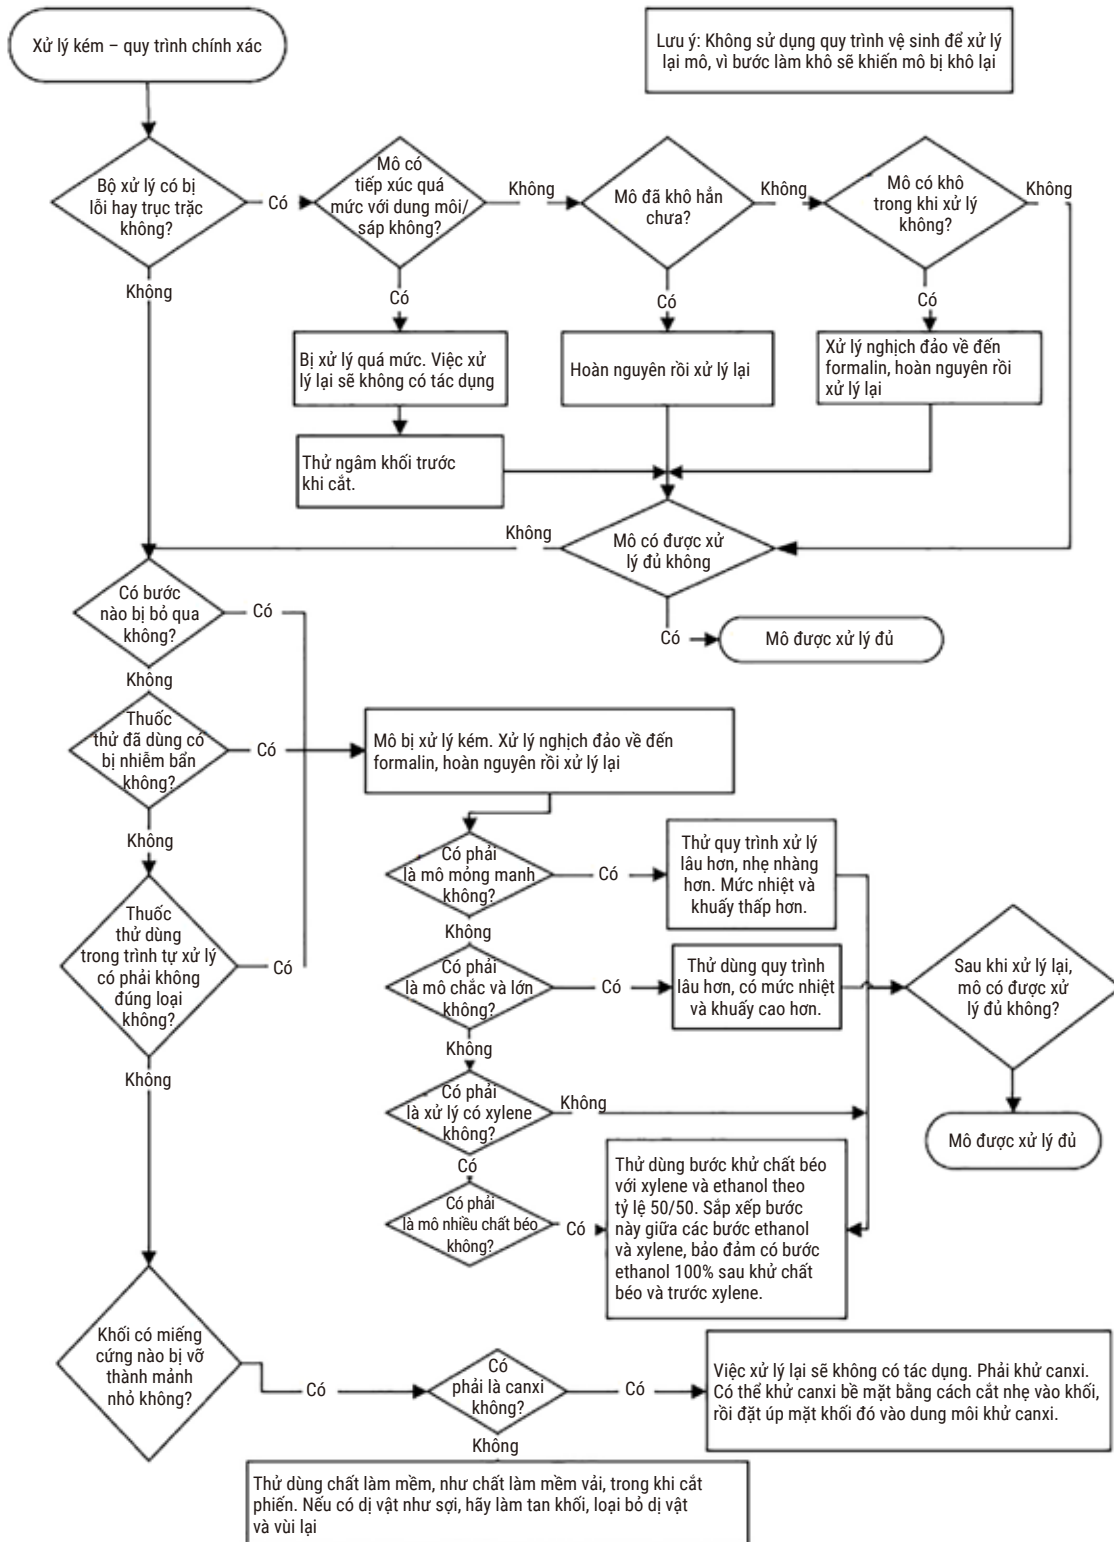 Xử lý kém – quy trình chính xác
Lưu ý: Không sử dụng quy trình vệ sinh để xử lý
lại mô, vì bước làm khô sẽ khiến mô bị khô lại
Bộ xử lý có bị
lỗi hay trục trặc
không?
Có
Mô có
tiếp xúc quá
mức với dung môi/
sáp không?
Không
Mô đã khô hẳn
chưa?
Không
Mô có khô
trong khi xử lý
không?
Không
Không
Có
Có
Có
Bị xử lý quá mức. Việc xử
lý lại sẽ không có tác dụng
Hoàn nguyên rồi xử lý lại
Xử lý nghịch đảo về đến
formalin, hoàn nguyên rồi
xử lý lại
Thử ngâm khối trước
khi cắt.
Không
Mô có được xử
lý đủ không
Có
Mô được xử lý đủ
Có bước
nào bị bỏ qua
không?
Có
Không
Thuốc
thử đã dùng có
bị nhiễm bẩn
không?
Có
Mô bị xử lý kém. Xử lý nghịch đảo về đến
formalin, hoàn nguyên rồi xử lý lại
Không
Có phải
là mô mỏng manh
không?
Có
Thử quy trình xử lý
lâu hơn, nhẹ nhàng
hơn. Mức nhiệt và
khuấy thấp hơn.
Thuốc
thử dùng
trong trình tự xử lý
có phải không
đúng loại
không?
Có
Không
Có phải
là mô chắc và lớn
không?
Có
Thử dùng quy trình
lâu hơn, có mức nhiệt
và khuấy cao hơn.
Sau khi xử lý lại,
mô có được xử
lý đủ không?
Không
Không
Có phải
là xử lý có xylene
không?
Không
Mô được xử lý đủ
Có
Có phải
là mô nhiều chất béo
không?
Có
Thử dùng bước khử chất béo
với xylene và ethanol theo
tỷ lệ 50/50. Sắp xếp bước
này giữa các bước ethanol
và xylene, bảo đảm có bước
ethanol 100% sau khử chất
béo và trước xylene.
Khối có miếng
cứng nào bị vỡ
thành mảnh
nhỏ không?
Có
Có
phải là canxi
không?
Có
Việc xử lý lại sẽ không có tác dụng. Phải khử canxi.
Có thể khử canxi bề mặt bằng cách cắt nhẹ vào khối,
rồi đặt úp mặt khối đó vào dung môi khử canxi.
Không
Thử dùng chất làm mềm, như chất làm mềm vải, trong khi cắt
phiến. Nếu có dị vật như sợi, hãy làm tan khối, loại bỏ dị vật
và vùi lại